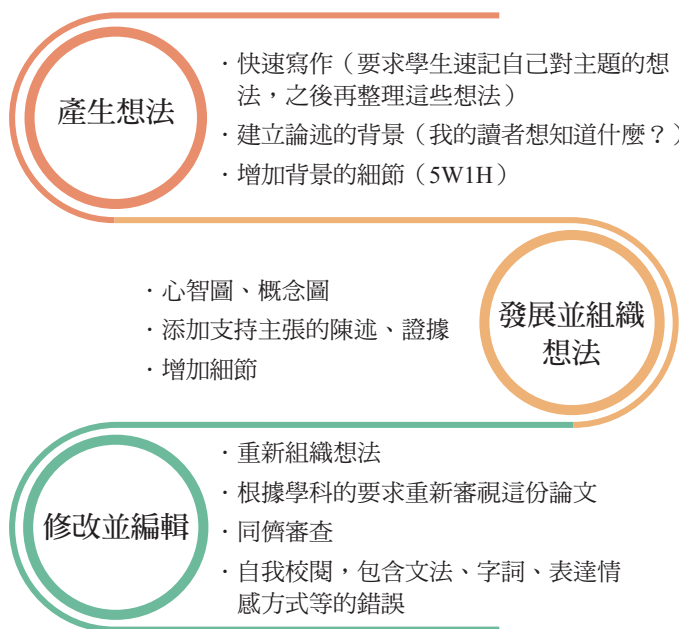 產生想法
·快速寫作（要求學生速記自己對主題的想
法，之後再整理這些想法）
·建立論述的背景（我的讀者想知道什麼？）
·增加背景的細節（5W1H）
·心智圖、概念圖
·添加支持主張的陳述、證據
·增加細節
發展並組織
想法
修改並編輯
·重新組織想法
·根據學科的要求重新審視這份論文
·同儕審查
·自我校閱，包含文法、字詞、表達情
感方式等的錯誤